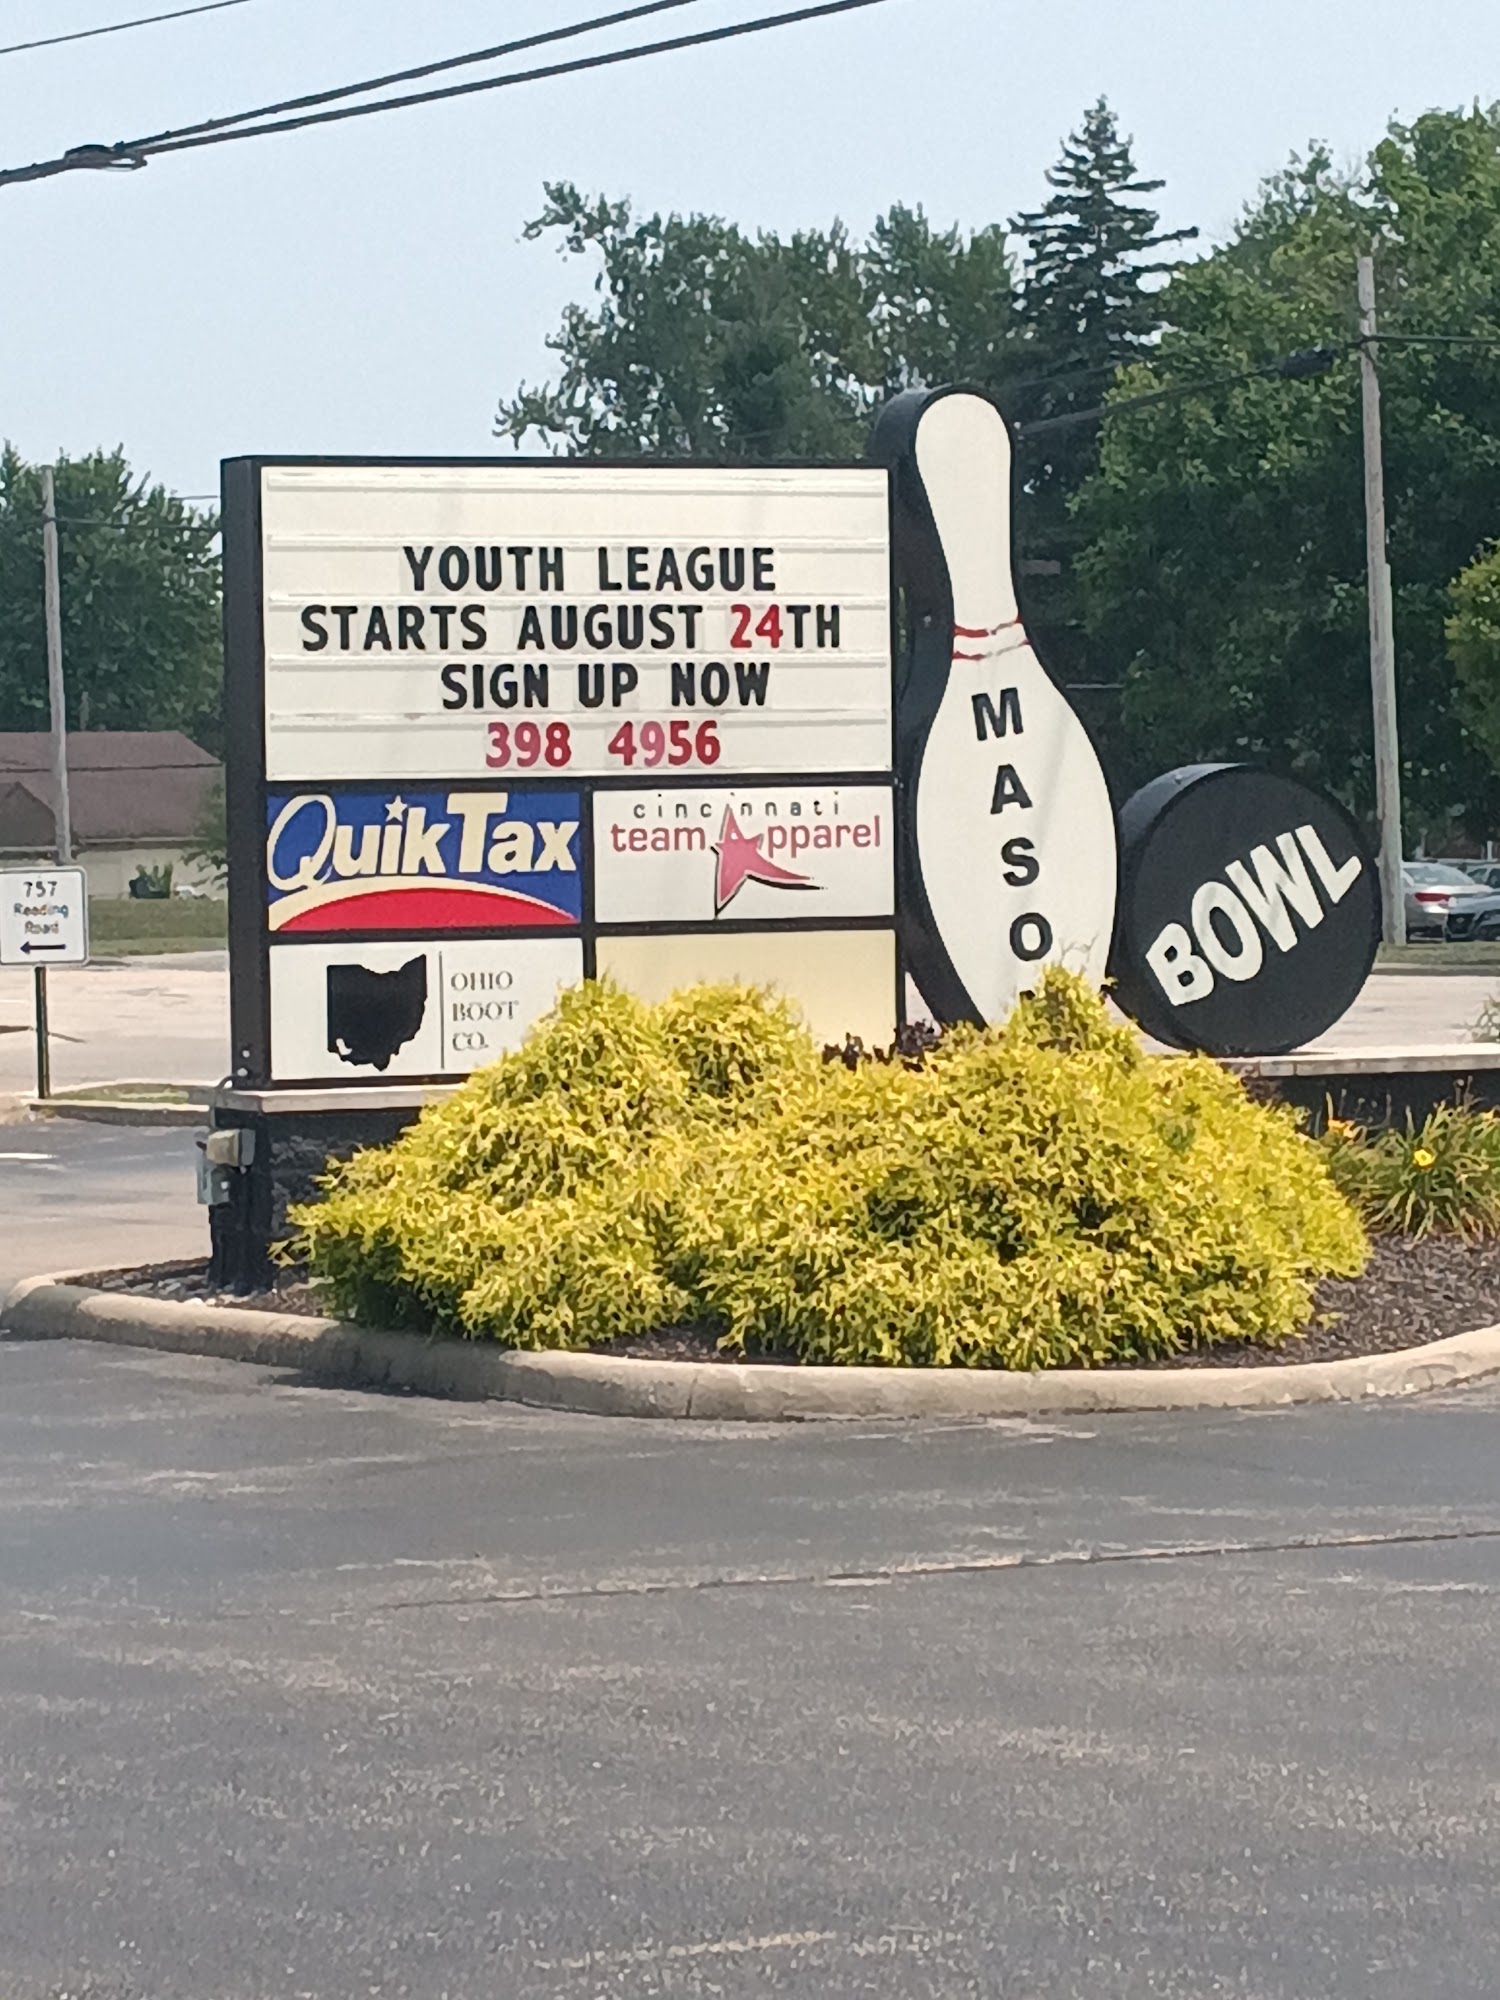 YOUTH LEAGUE
STARTS AUGUST 24TH
SIGN UP NOW
398 4956
QuikTax
cincinnati
team apparel
OHIO
BOOT
CO.
M
A
S
O
BOWL
757
Reading
Road